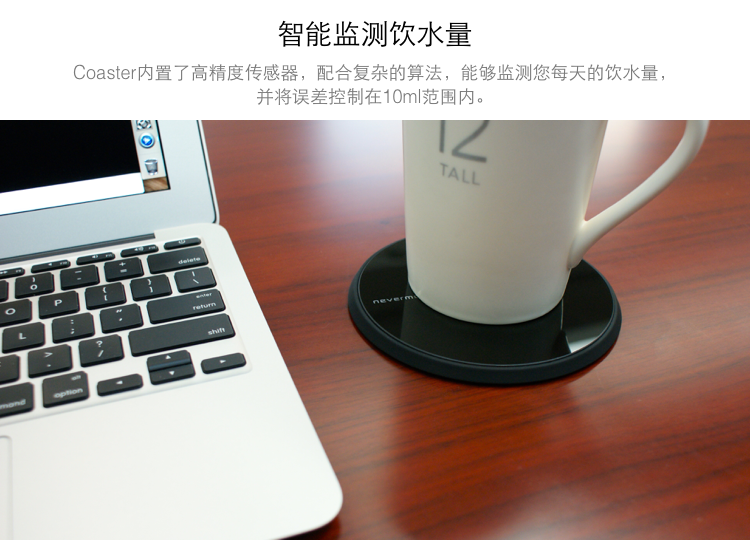 智能监测饮水量
Coaster内置了高精度传感器，配合复杂的算法，能够监测您每天的饮水量，
并将误差控制在10ml范围内。
12
TALL
neverm
delete
enter
return
shift
option
mand
O
P
L